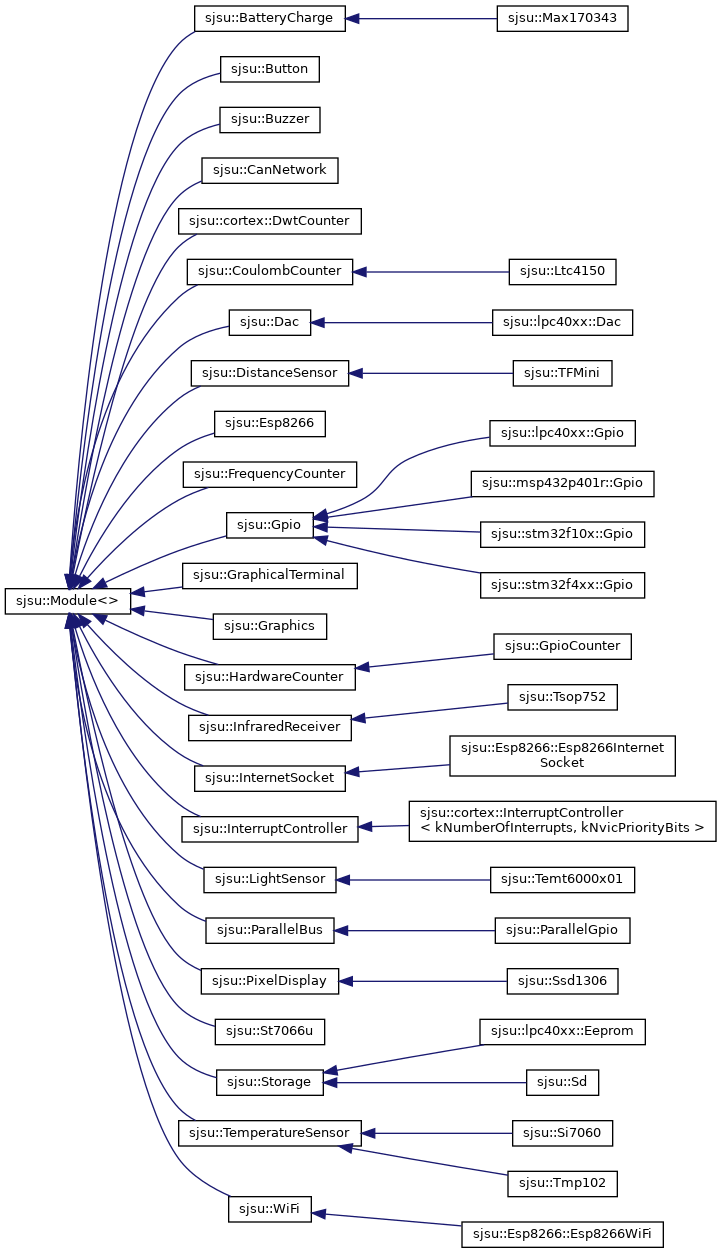 sjsu::BatteryCharge
sjsu::Max170343
sjsu::Button
sjsu::Buzzer
sjsu::CanNetwork
sjsu::cortex::DwtCounter
sjsu::CoulombCounter
sjsu::Ltc4150
sjsu::Dac
sjsu::lpc40xx::Dac
sjsu::DistanceSensor
sjsu::TFMini
sjsu::Esp8266
sjsu::lpc40xx::Gpio
sjsu::FrequencyCounter
sjsu::msp432p401r::Gpio
sjsu::Gpio
sjsu::stm32f10x::Gpio
sjsu::GraphicalTerminal
sjsu::stm32f4xx::Gpio
sjsu::Module<>
sjsu::Graphics
sjsu::GpioCounter
sjsu::HardwareCounter
sjsu::Tsop752
sjsu::InfraredReceiver
sjsu::Esp8266::Esp8266Internet
Socket
sjsu::InternetSocket
sjsu::cortex::InterruptController
< kNumberOfInterrupts, kNvicPriorityBits >
sjsu::InterruptController
sjsu::LightSensor
sjsu::Temt6000x01
sjsu::ParallelBus
sjsu::ParallelGpio
sjsu::PixelDisplay
sjsu::Ssd1306
sjsu::St7066u
sjsu::lpc40xx::Eeprom
sjsu::Storage
sjsu::Sd
sjsu::TemperatureSensor
sjsu::Si7060
sjsu::Tmp102
sjsu::WiFi
sjsu::Esp8266::Esp8266WiFi